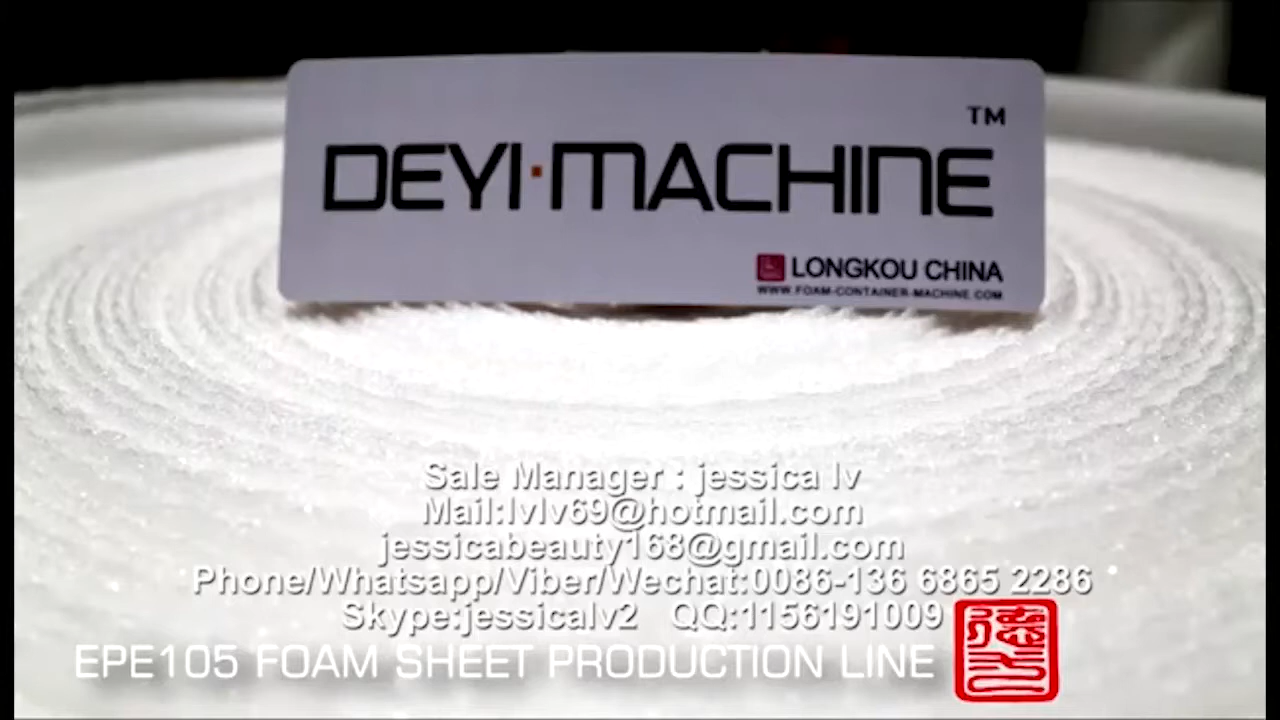 TM
DEYI·MACHINE
LONGKOU CHINA
WWW.FOAM-CONTAINER-MACHINE.COM
Sale Manager : jessica lv
Mail:lvlv69@hotmail.com
jessicabeauty168@gmail.com
Phone/Whatsapp/Viber/Wechat:0086-136 6865 2286
Skype:jessicalv2 QQ:1156191009
EPE105 FOAM SHEET PRODUCTION LINE